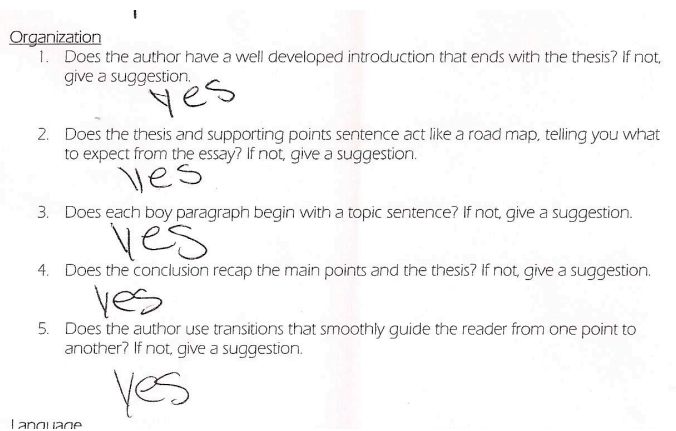 Organization
1. Does the author have a well developed introduction that ends with the thesis? If not,
give a suggestion.
yes
2. Does the thesis and supporting points sentence act like a road map, telling you what
to expect from the essay? If not, give a suggestion.
yes
3. Does each boy paragraph begin with a topic sentence? If not, give a suggestion.
yes
4. Does the conclusion recap the main points and the thesis? If not, give a suggestion.
yes
5. Does the author use transitions that smoothly guide the reader from one point to
another? If not, give a suggestion.
yes
Language